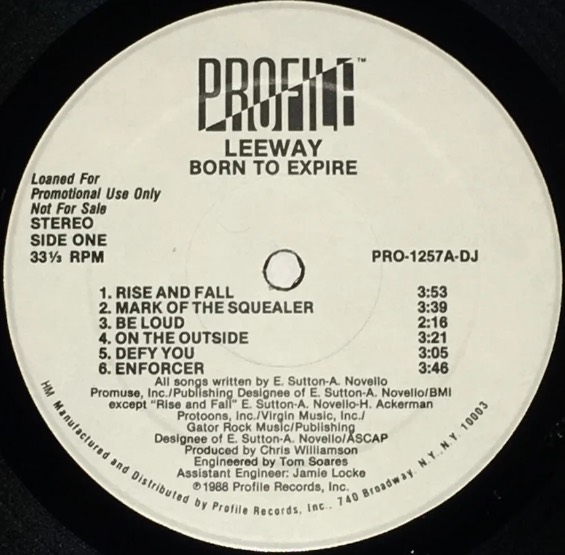 PROFILE™
LEEWAY
BORN TO EXPIRE
Loaned For
Promotional Use Only
Not For Sale
STEREO
SIDE ONE
33⅓ RPM
PRO-1257A-DJ
1. RISE AND FALL 3:53
2. MARK OF THE SQUEALER 3:39
3. BE LOUD 2:16
4. ON THE OUTSIDE 3:21
5. DEFY YOU 3:05
6. ENFORCER 3:46
All songs written by E. Sutton-A. Novello
Promuse, Inc./Publishing Designee of E. Sutton-A. Novello/BMI
except "Rise and Fall" E. Sutton-A. Novello-H. Ackerman
Protoons, Inc./Virgin Music, Inc./
Gator Rock Music/Publishing
Designee of E. Sutton-A. Novello/ASCAP
Produced by Chris Williamson
Engineered by Tom Soares
Assistant Engineer: Jamie Locke
℗1988 Profile Records, Inc.
HM Manufactured and Distributed by Profile Records, Inc., 740 Broadway, N.Y., N.Y. 10003